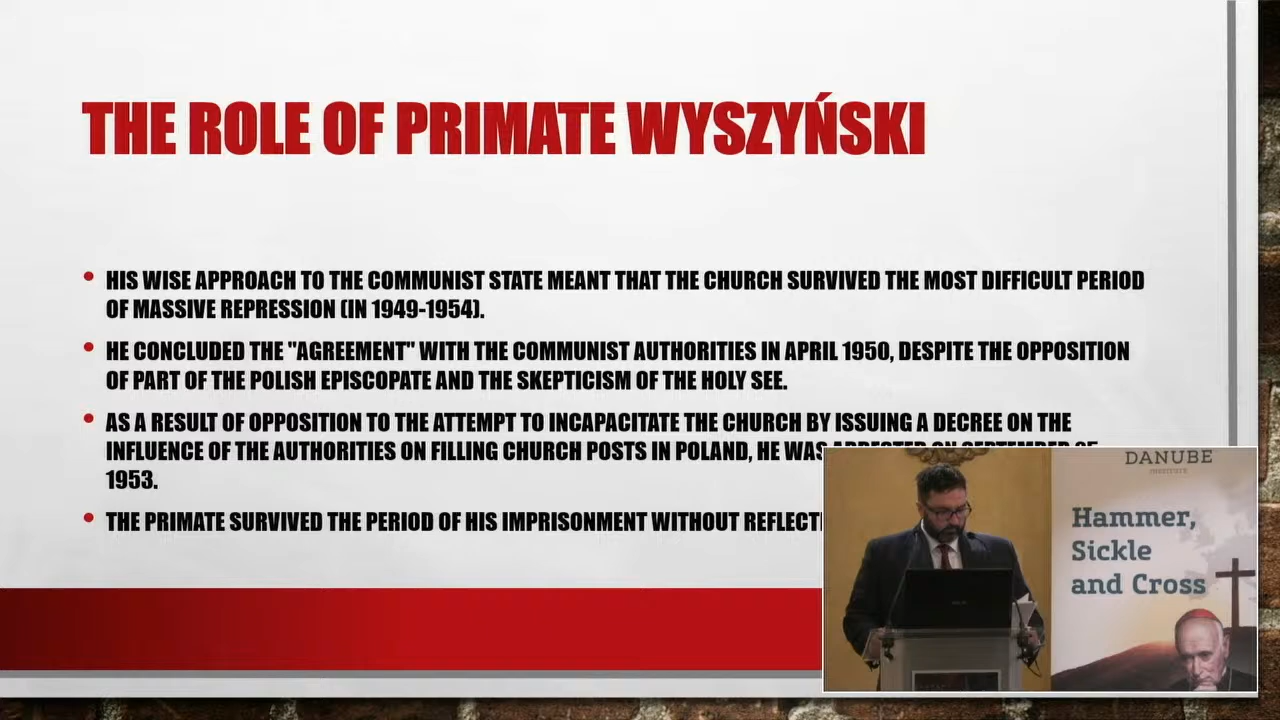 THE ROLE OF PRIMATE WYSZYŃSKI
• HIS WISE APPROACH TO THE COMMUNIST STATE MEANT THAT THE CHURCH SURVIVED THE MOST DIFFICULT PERIOD
OF MASSIVE REPRESSION (IN 1949-1954).
• HE CONCLUDED THE "AGREEMENT" WITH THE COMMUNIST AUTHORITIES IN APRIL 1950, DESPITE THE OPPOSITION
OF PART OF THE POLISH EPISCOPATE AND THE SKEPTICISM OF THE HOLY SEE.
• AS A RESULT OF OPPOSITION TO THE ATTEMPT TO INCAPACITATE THE CHURCH BY ISSUING A DECREE ON THE
INFLUENCE OF THE AUTHORITIES ON FILLING CHURCH POSTS IN POLAND, HE WAS ARRESTED ON SEPTEMBER OF
1953.
• THE PRIMATE SURVIVED THE PERIOD OF HIS IMPRISONMENT WITHOUT
DANUBE
INSTITUTE
Hammer,
Sickle
and Cross